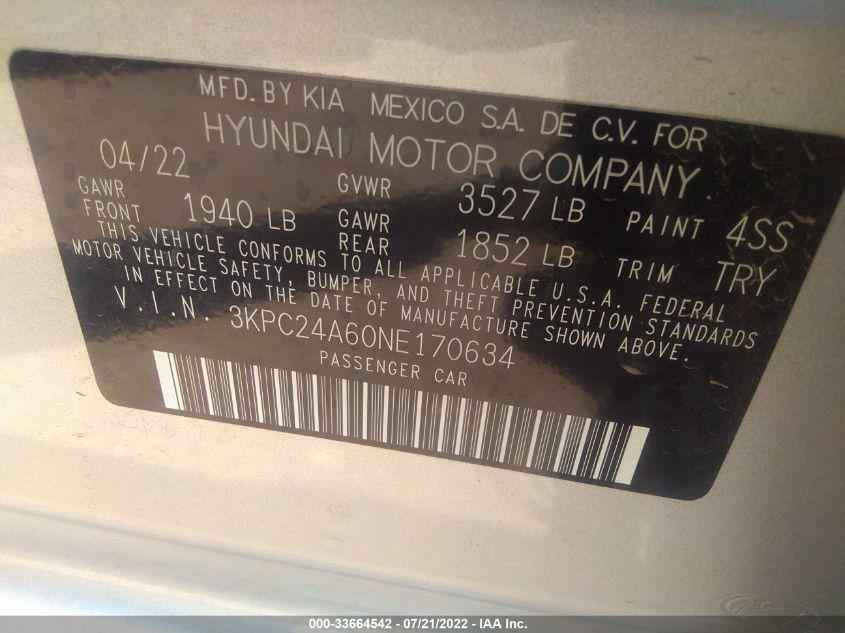 MFD. BY KIA MEXICO S.A. DE C.V. FOR
HYUNDAI MOTOR COMPANY
04/22 GVWR 3527 LB PAINT 4SS
GAWR FRONT 1940 LB GAWR REAR 1852 LB TRIM TRY
THIS VEHICLE CONFORMS TO ALL APPLICABLE U.S.A. FEDERAL
MOTOR VEHICLE SAFETY, BUMPER, AND THEFT PREVENTION STANDARDS
IN EFFECT ON THE DATE OF MANUFACTURE SHOWN ABOVE.
V.I.N. 3KPC24A60NE170634
PASSENGER CAR
000-33664542 - 07/21/2022 - IAA Inc.